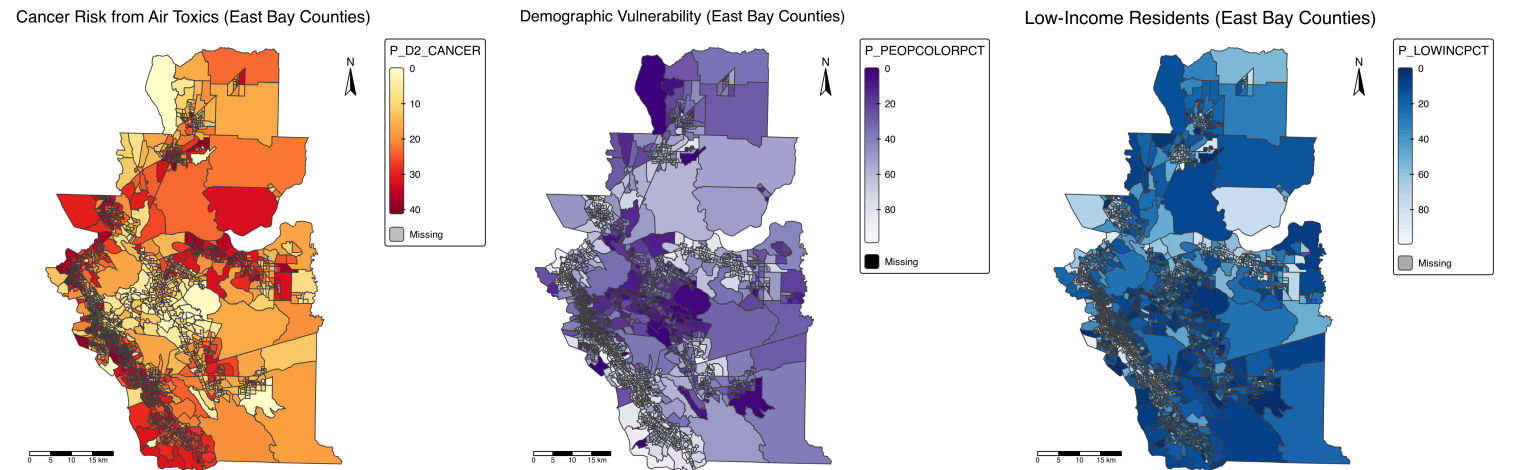 Cancer Risk from Air Toxics (East Bay Counties)
P_D2_CANCER
0
10
20
30
40
Missing
N
0 5 10 15 km
Demographic Vulnerability (East Bay Counties)
P_PEOPCOLORPCT
0
20
40
60
80
Missing
N
0 5 10 15 km
Low-Income Residents (East Bay Counties)
P_LOWINCPCT
0
20
40
60
80
Missing
N
0 5 10 15 km